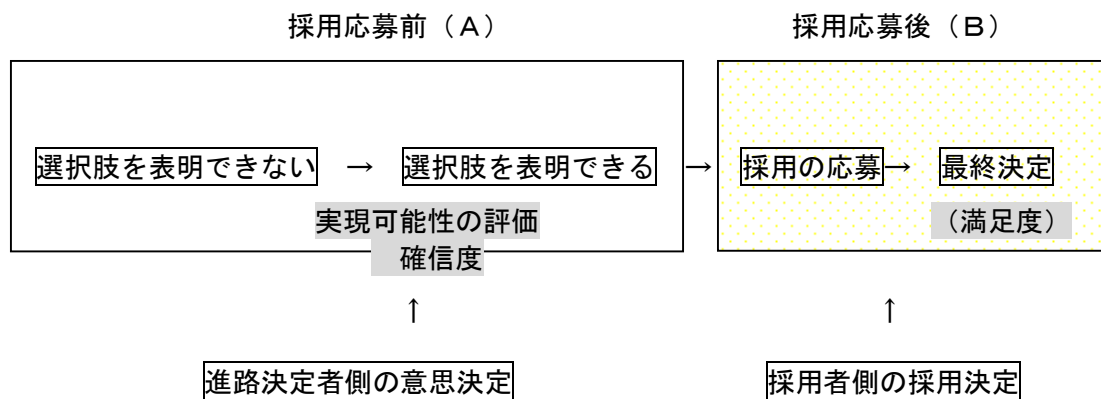 採用応募前（A） 採用応募後（B）
選択肢を表明できない → 選択肢を表明できる → 採用の応募 → 最終決定
実現可能性の評価 （満足度）
確信度
↑ ↑
進路決定者側の意思決定 採用者側の採用決定